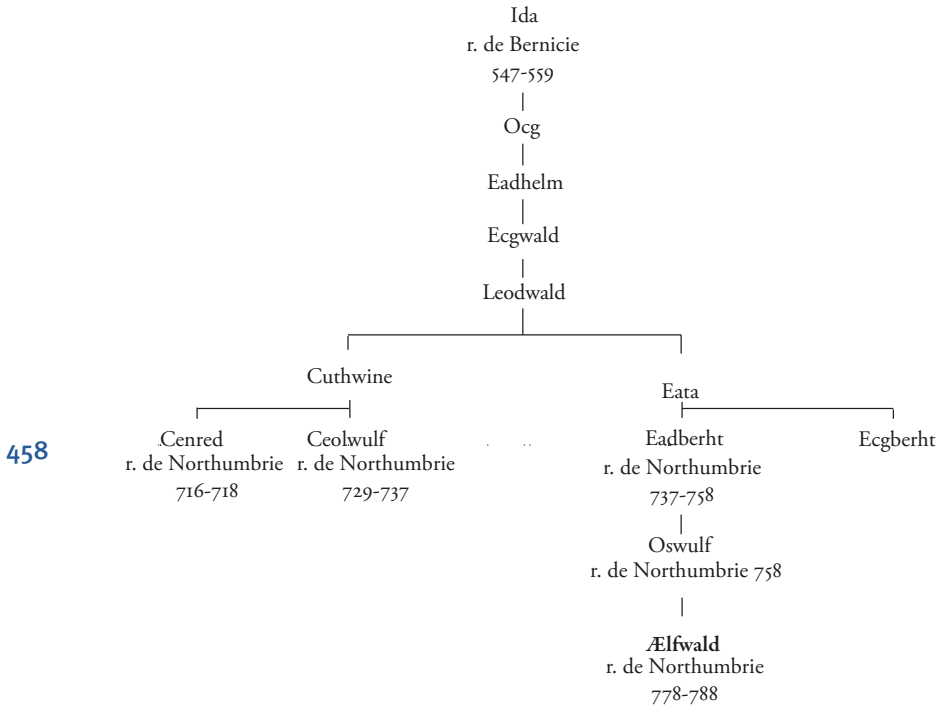 Ida
r. de Bernicie
547-559
Ocg
Eadhelm
Ecgwald
Leodwald
Cuthwine
Eata
Cenred
r. de Northumbrie
716-718
Ceolwulf
r. de Northumbrie
729-737
Eadberht
r. de Northumbrie
737-758
Ecgberht
458
Oswulf
r. de Northumbrie 758
Ælfwald
r. de Northumbrie
778-788